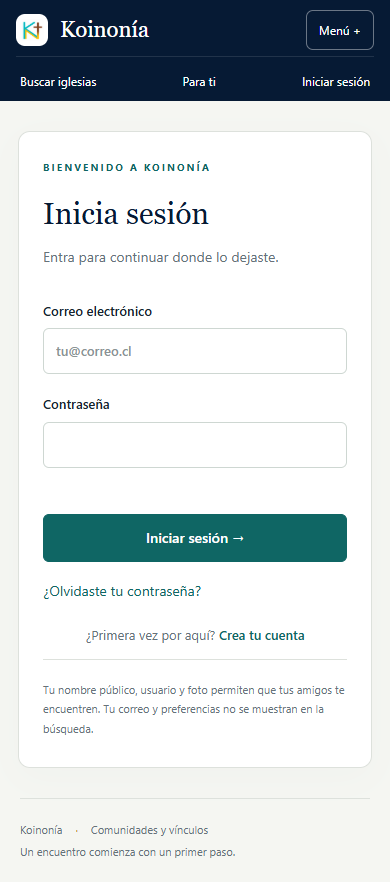 Koinonía
Menú +
Buscar iglesias
Para ti
Iniciar sesión
BIENVENIDO A KOINONÍA
Inicia sesión
Entra para continuar donde lo dejaste.
Correo electrónico
tu@correo.cl
Contraseña
Iniciar sesión →
¿Olvidaste tu contraseña?
¿Primera vez por aquí? Crea tu cuenta
Tu nombre público, usuario y foto permiten que tus amigos te
encuentren. Tu correo y preferencias no se muestran en la
búsqueda.
Koinonía · Comunidades y vínculos
Un encuentro comienza con un primer paso.